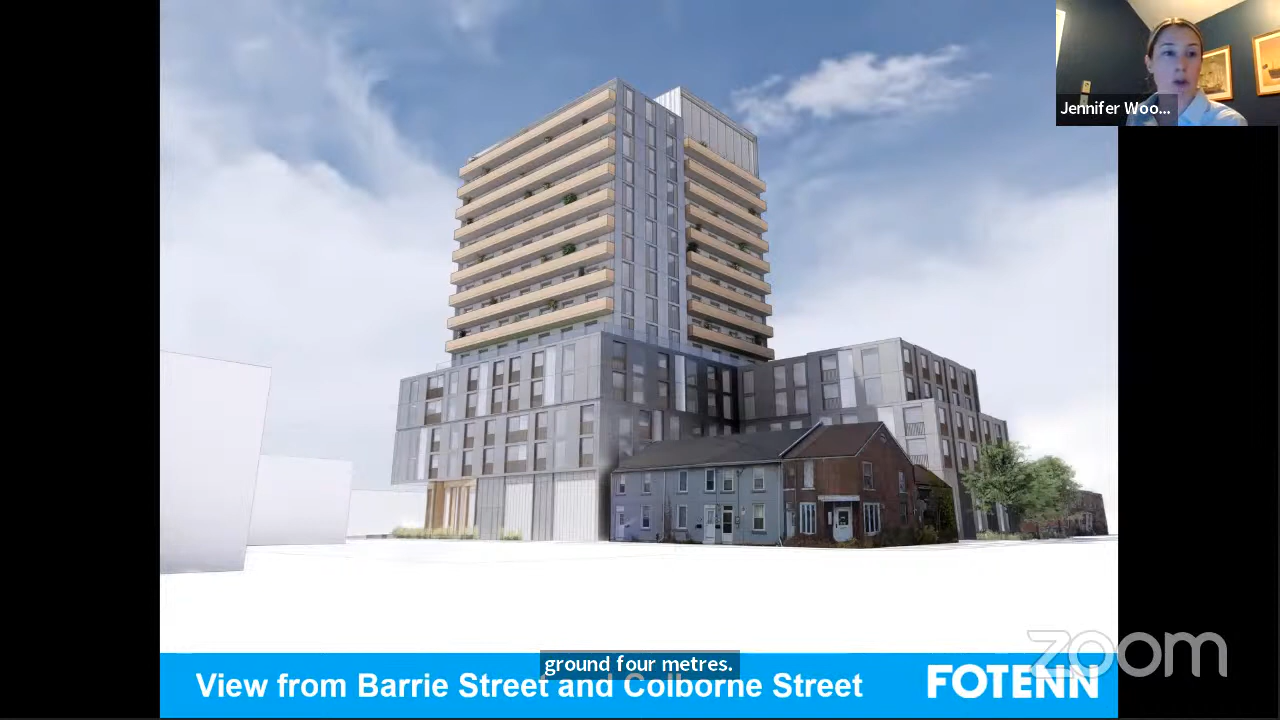 Jennifer Woo...
ground four metres.
View from Barrie Street and Colborne Street
FOTENN
zoom